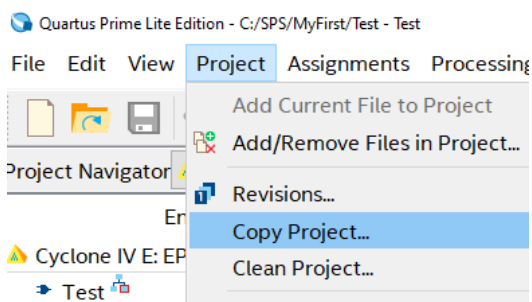 Quartus Prime Lite Edition - C:/SPS/MyFirst/Test - Test
File Edit View Project Assignments Processing
Add Current File to Project
Add/Remove Files in Project...
Project Navigator
Revisions...
En
Copy Project...
Cyclone IV E: EP
Clean Project...
Test